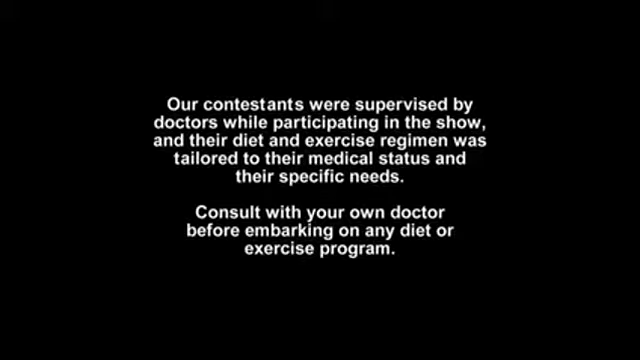 Our contestants were supervised by
doctors while participating in the show,
and their diet and exercise regimen was
tailored to their medical status and
their specific needs.
Consult with your own doctor
before embarking on any diet or
exercise program.